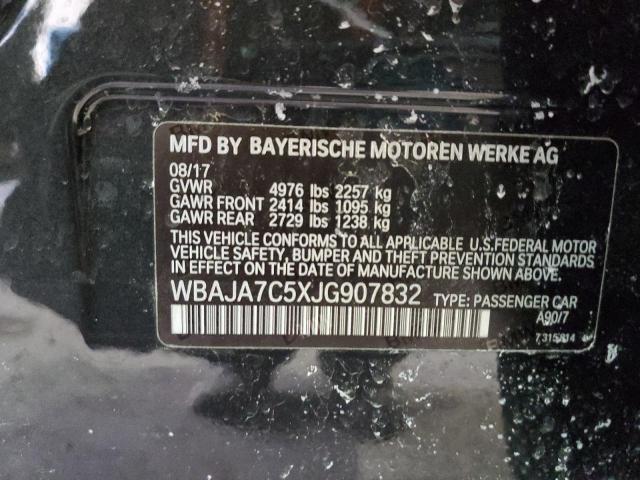 MFD BY BAYERISCHE MOTOREN WERKE AG
08/17
GVWR 4976 lbs 2257 kg
GAWR FRONT 2414 lbs 1095 kg
GAWR REAR 2729 lbs 1238 kg
THIS VEHICLE CONFORMS TO ALL APPLICABLE U.S.FEDERAL MOTOR
VEHICLE SAFETY, BUMPER AND THEFT PREVENTION STANDARDS
IN EFFECT ON THE DATE OF MANUFACTURE SHOWN ABOVE.
WBAJA7C5XJG907832 TYPE: PASSENGER CAR
A90/7